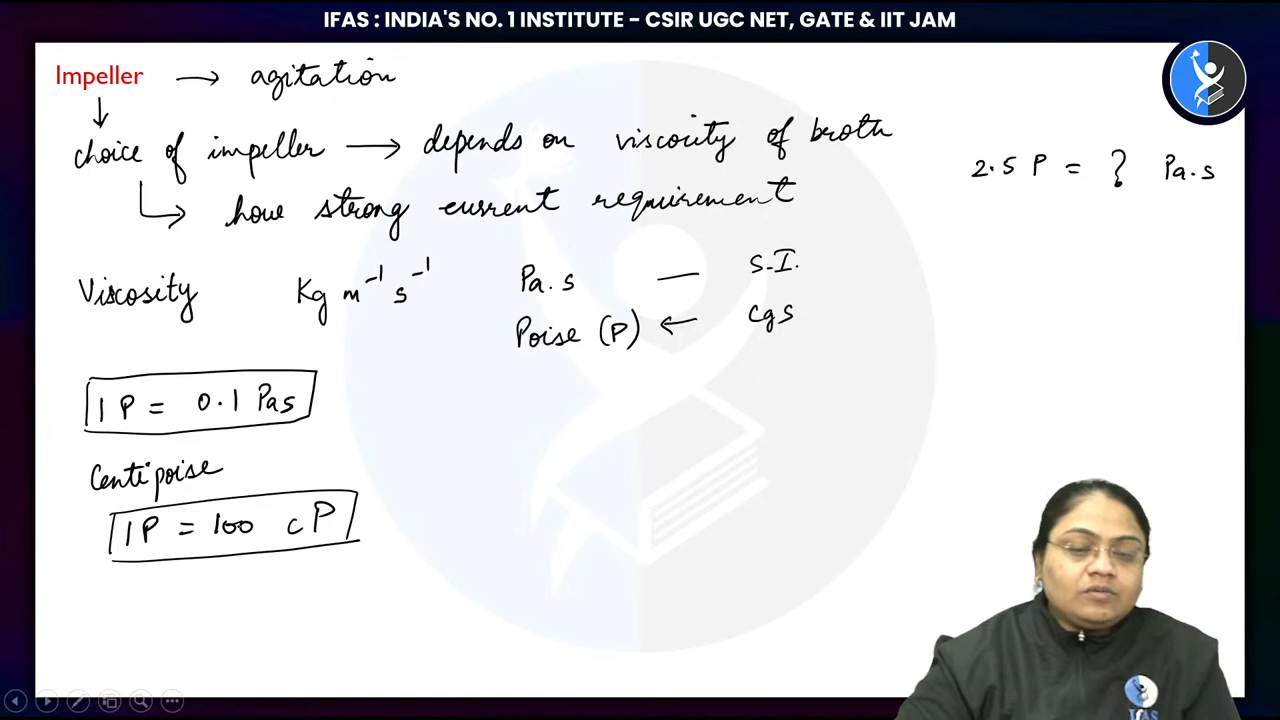 IFAS : INDIA'S NO. 1 INSTITUTE - CSIR UGC NET, GATE & IIT JAM
Impeller → agitation
↓
choice of impeller → depends on viscosity of broth
2.5 P = ? Pa.s
↳ how strong current requirement
Viscosity Kg m⁻¹ s⁻¹ Pa.s — S.I.
Poise (P) ← cgs
1 P = 0.1 Pas
Centipoise
1P = 100 cP
IFAS